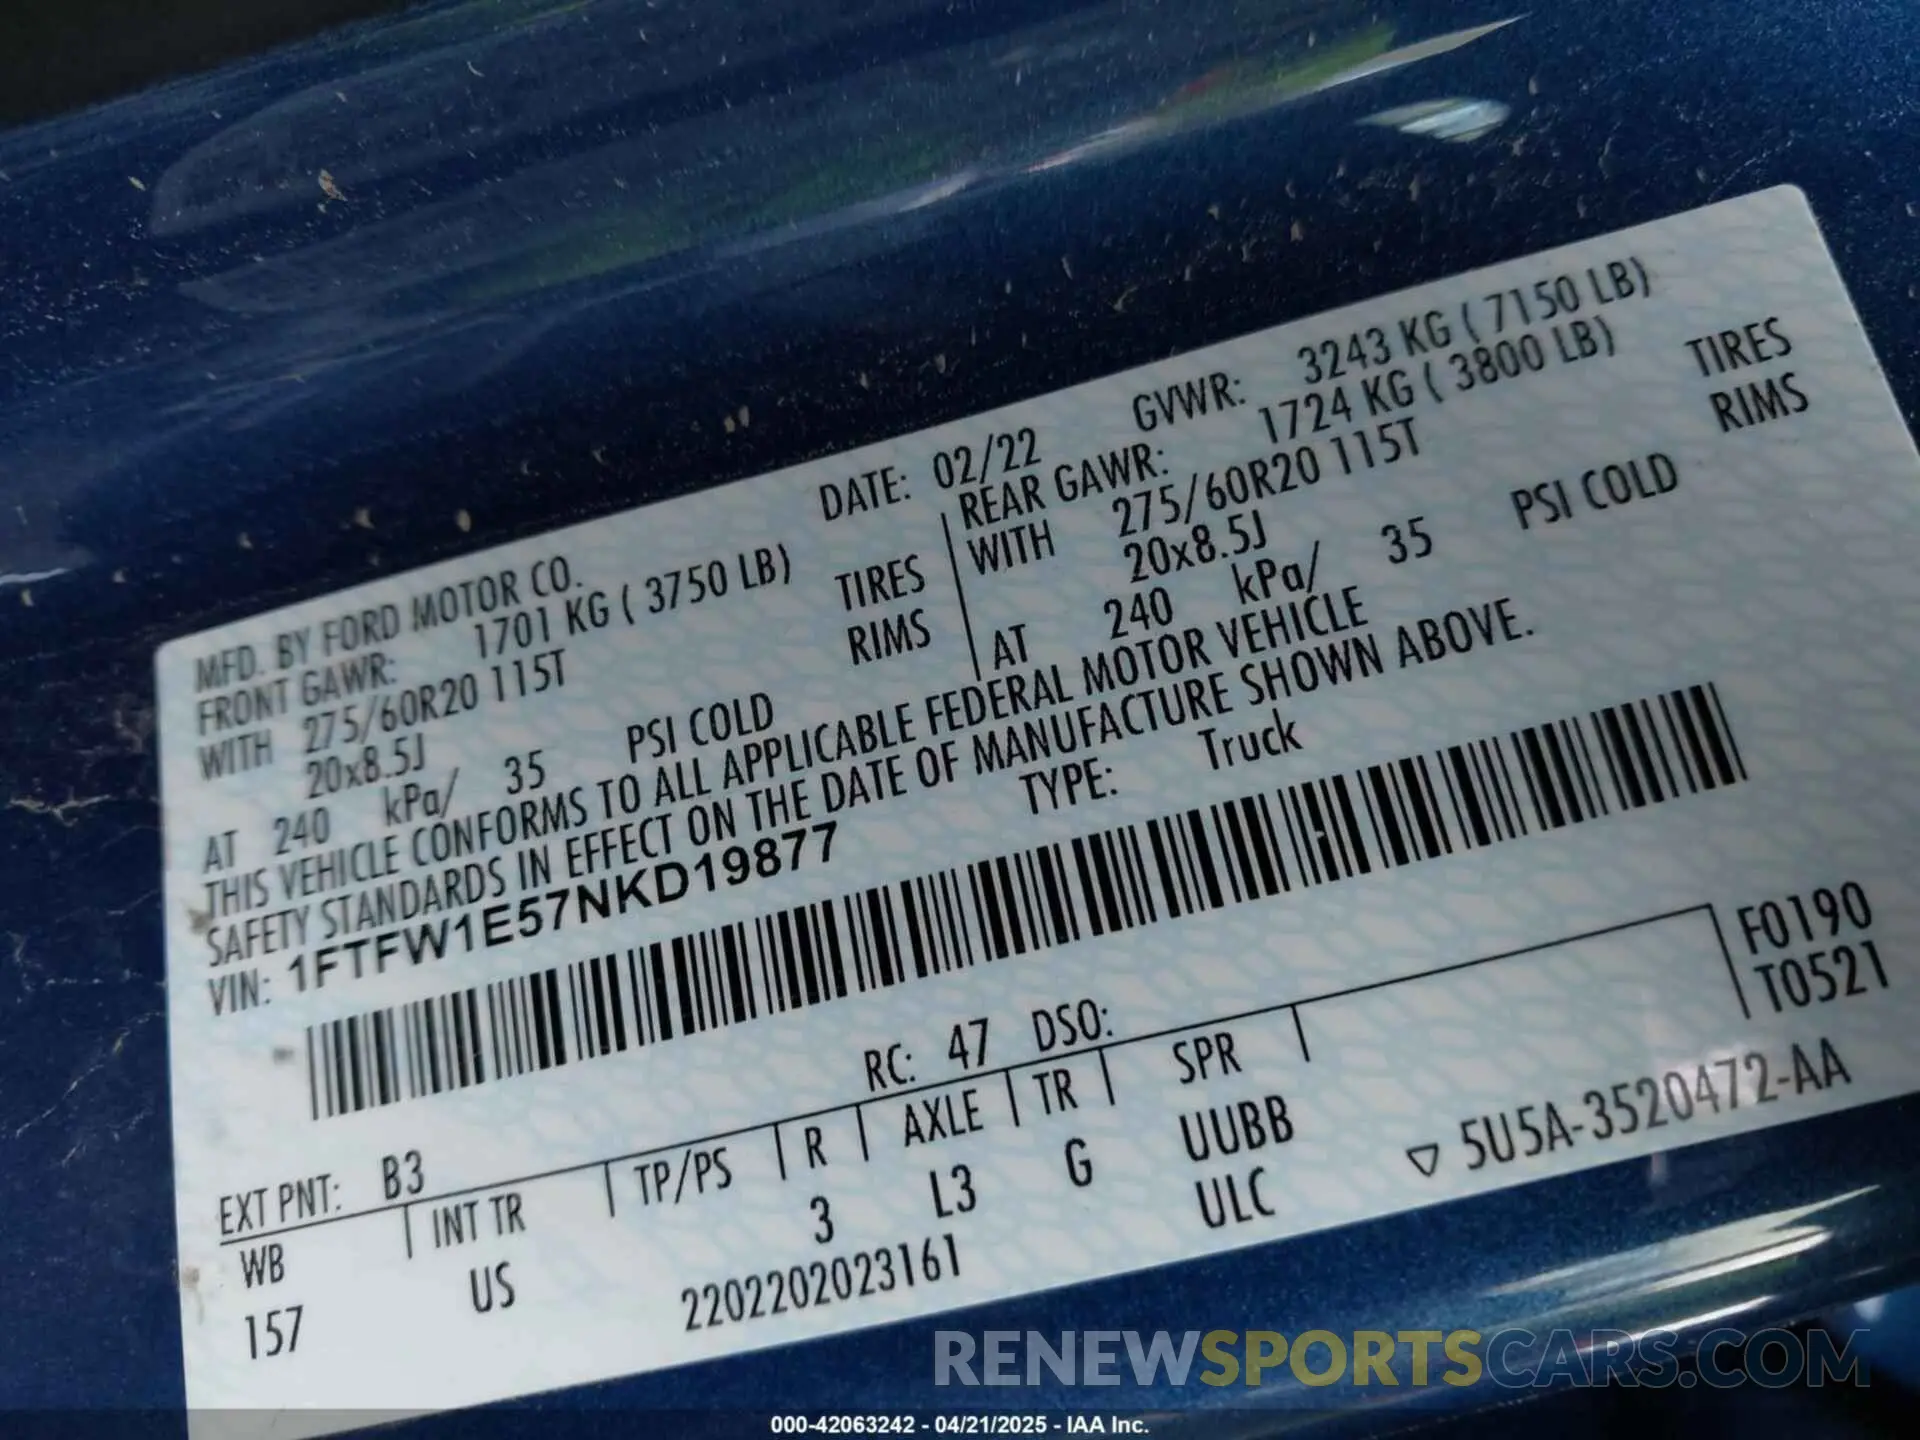 MFD. BY FORD MOTOR CO. DATE: 02/22 GVWR: 3243 KG ( 7150 LB)
FRONT GAWR: 1701 KG ( 3750 LB) REAR GAWR: 1724 KG ( 3800 LB)
WITH 275/60R20 115T TIRES WITH 275/60R20 115T TIRES
20x8.5J RIMS 20x8.5J RIMS
AT 240 kPa/ 35 PSI COLD AT 240 kPa/ 35 PSI COLD
THIS VEHICLE CONFORMS TO ALL APPLICABLE FEDERAL MOTOR VEHICLE
SAFETY STANDARDS IN EFFECT ON THE DATE OF MANUFACTURE SHOWN ABOVE.
VIN: 1FTFW1E57NKD19877 TYPE: Truck
F0190
T0521
EXT PNT: B3 RC: 47 DSO:
WB INT TR TP/PS R AXLE TR SPR
157 US 3 L3 G UUBB
2202202023161 ULC
▽ 5U5A-3520472-AA
RENEWSPORTSCARS.COM
000-42063242 - 04/21/2025 - IAA Inc.